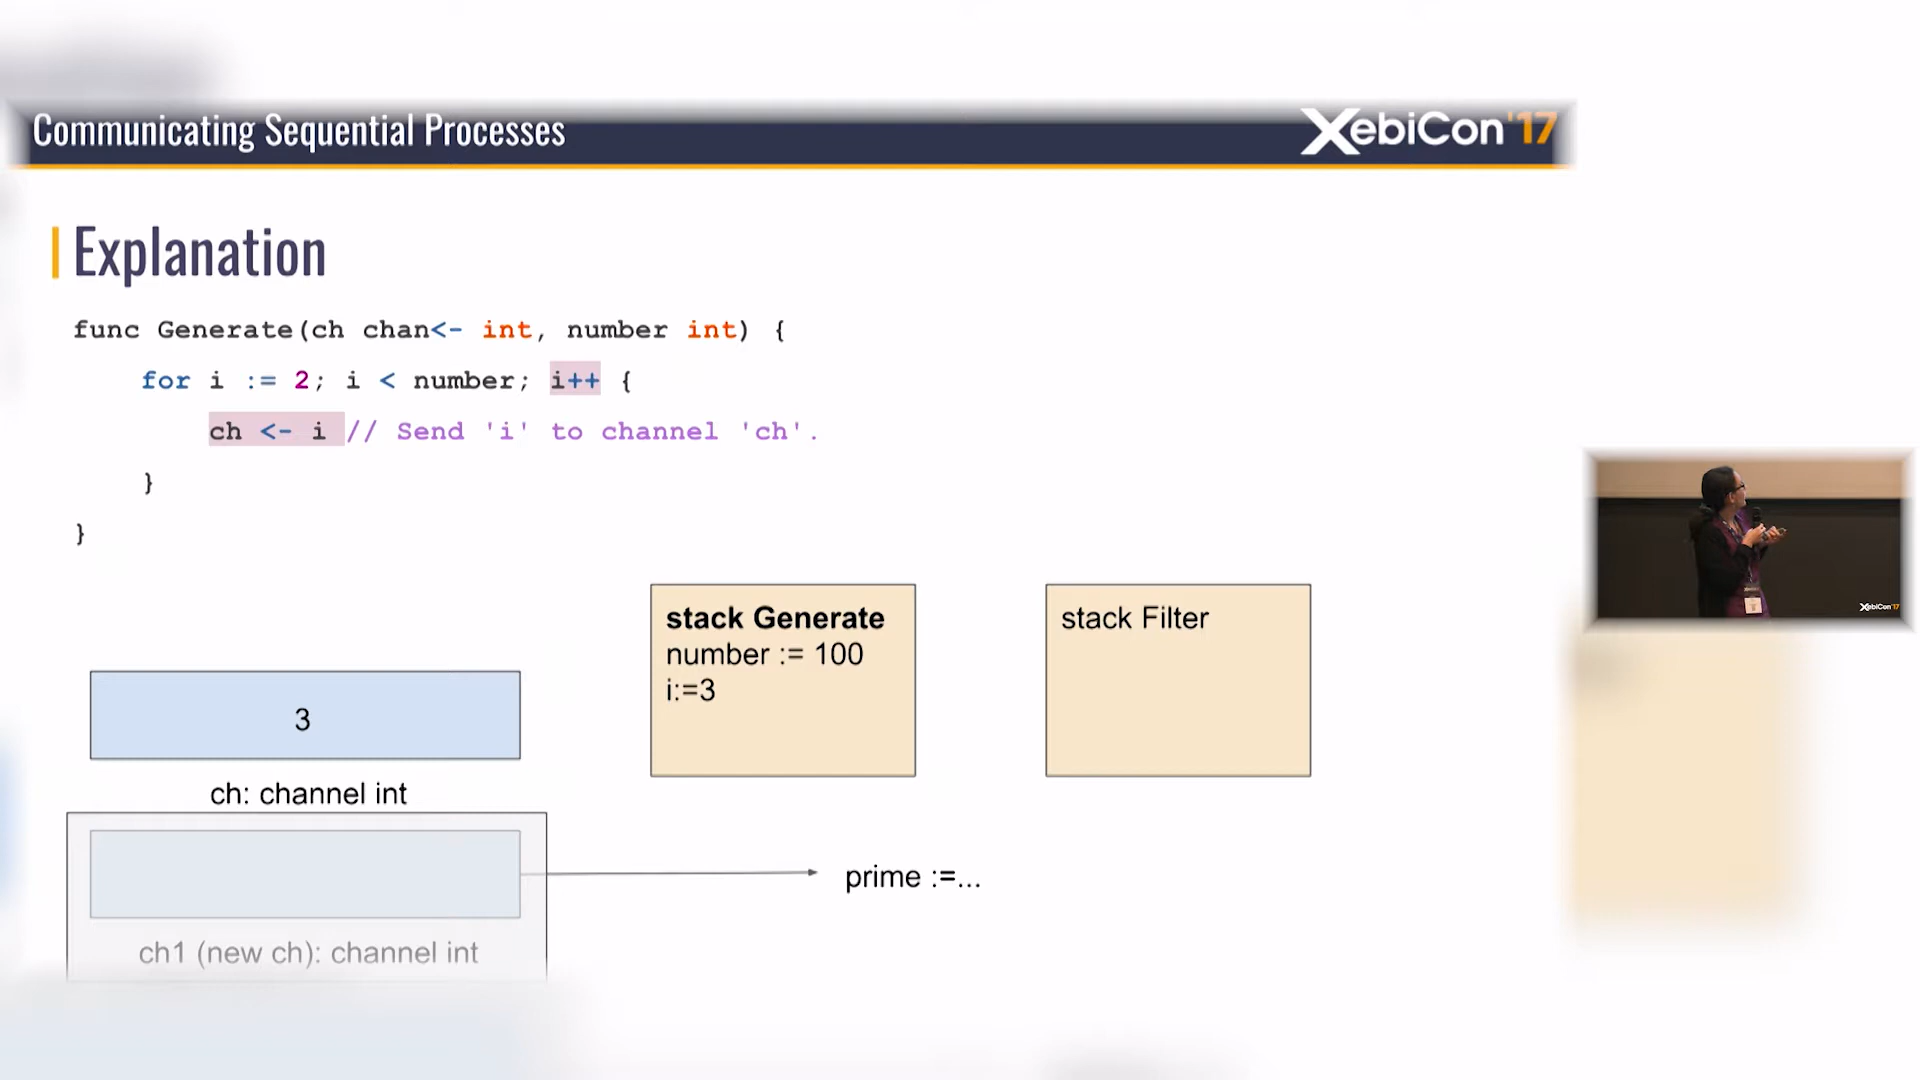 Communicating Sequential Processes
XebiCon'17
Explanation
func Generate(ch chan<- int, number int) {
for i := 2; i < number; i++ {
ch <- i // Send 'i' to channel 'ch'.
}
}
stack Generate
number := 100
i:=3
stack Filter
3
ch: channel int
prime :=...
ch1 (new ch): channel int
XebiCon'17